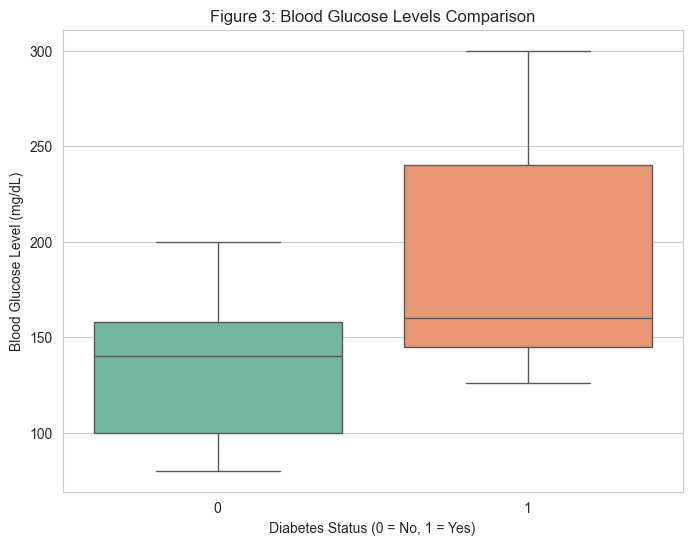 Figure 3: Blood Glucose Levels Comparison
300
250
200
150
100
Blood Glucose Level (mg/dL)
0
1
Diabetes Status (0 = No, 1 = Yes)